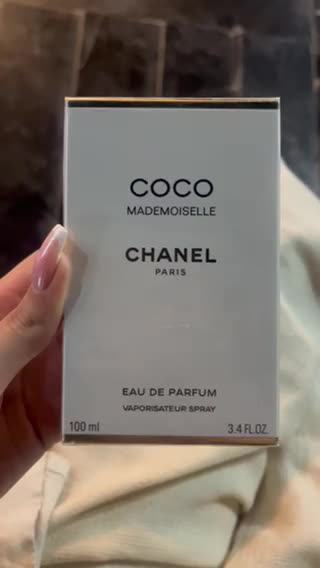 COCO
MADEMOISELLE
CHANEL
PARIS
EAU DE PARFUM
VAPORISATEUR SPRAY
100 ml 3.4 FL.OZ.